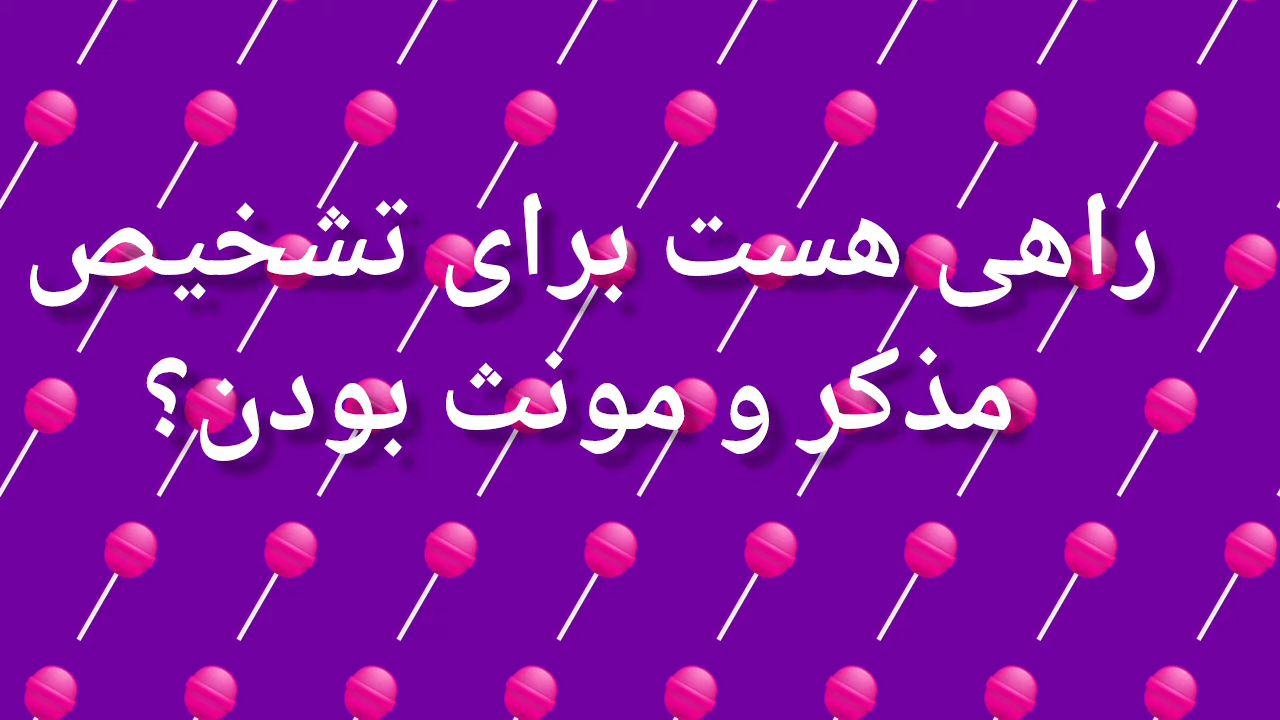 راهی هست برای تشخیص
مذکر و مونث بودن؟